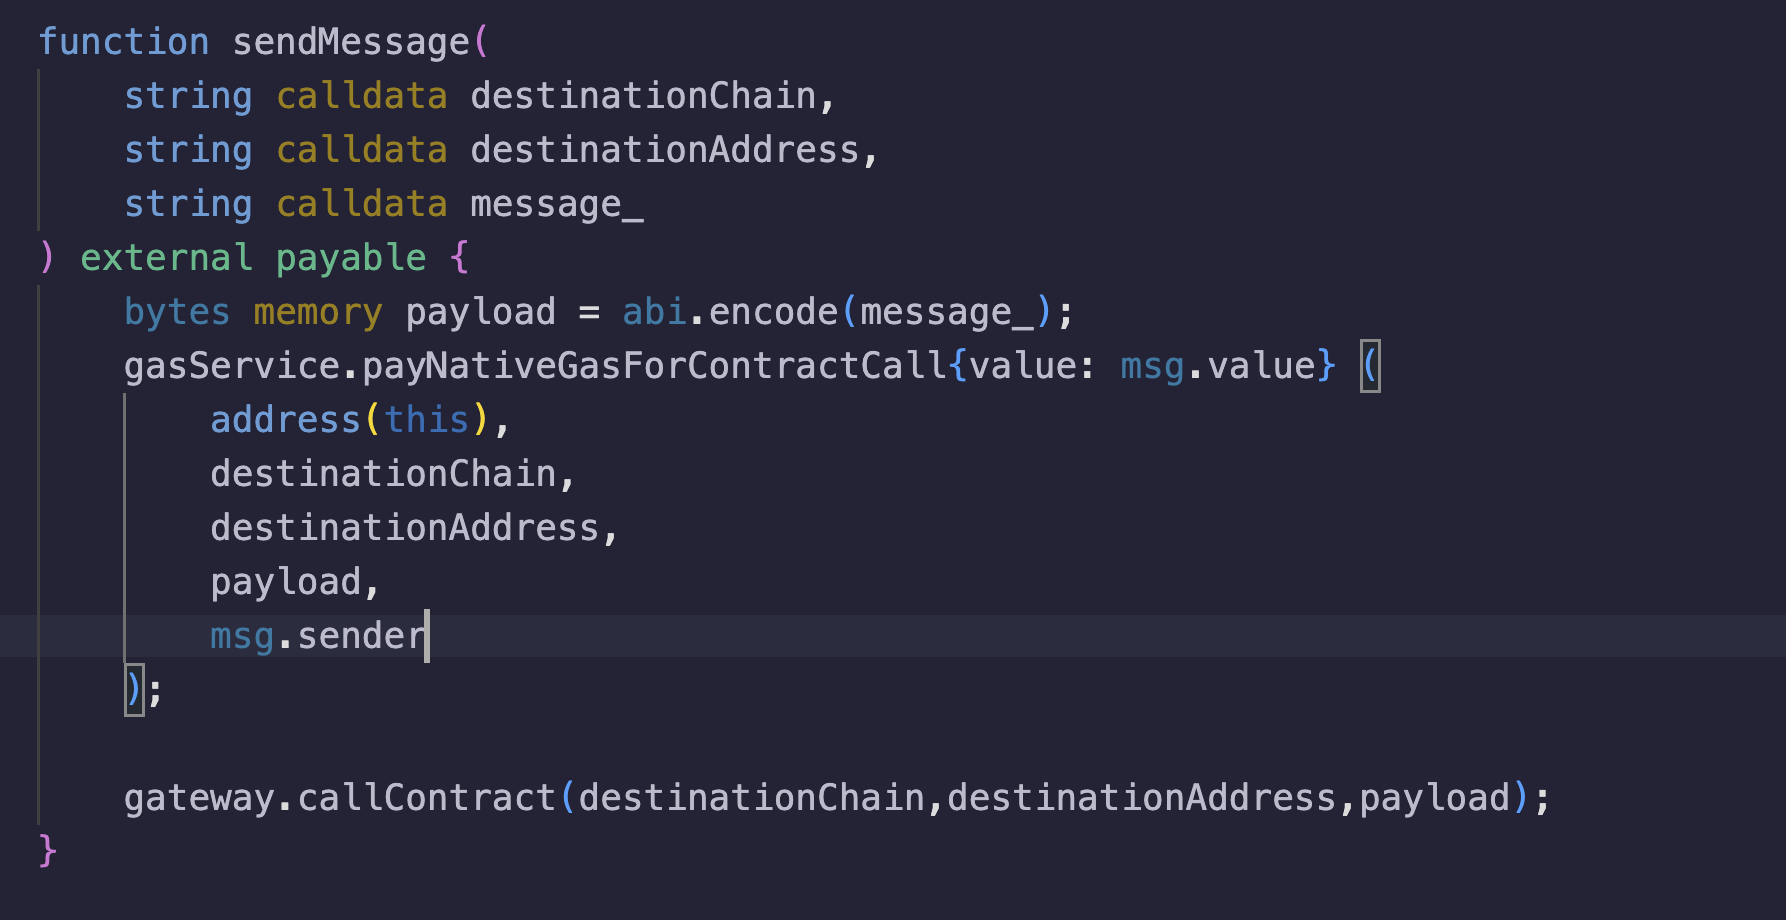 function sendMessage(
string calldata destinationChain,
string calldata destinationAddress,
string calldata message_
) external payable {
bytes memory payload = abi.encode(message_);
gasService.payNativeGasForContractCall{value: msg.value} (
address(this),
destinationChain,
destinationAddress,
payload,
msg.sender
);
gateway.callContract(destinationChain,destinationAddress,payload);
}